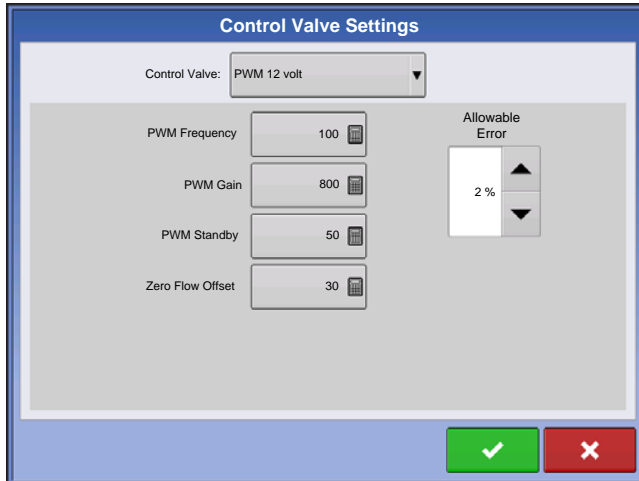 Control Valve Settings
Control Valve: PWM 12 volt
PWM Frequency 100
PWM Gain 800
PWM Standby 50
Zero Flow Offset 30
Allowable
Error
2 %